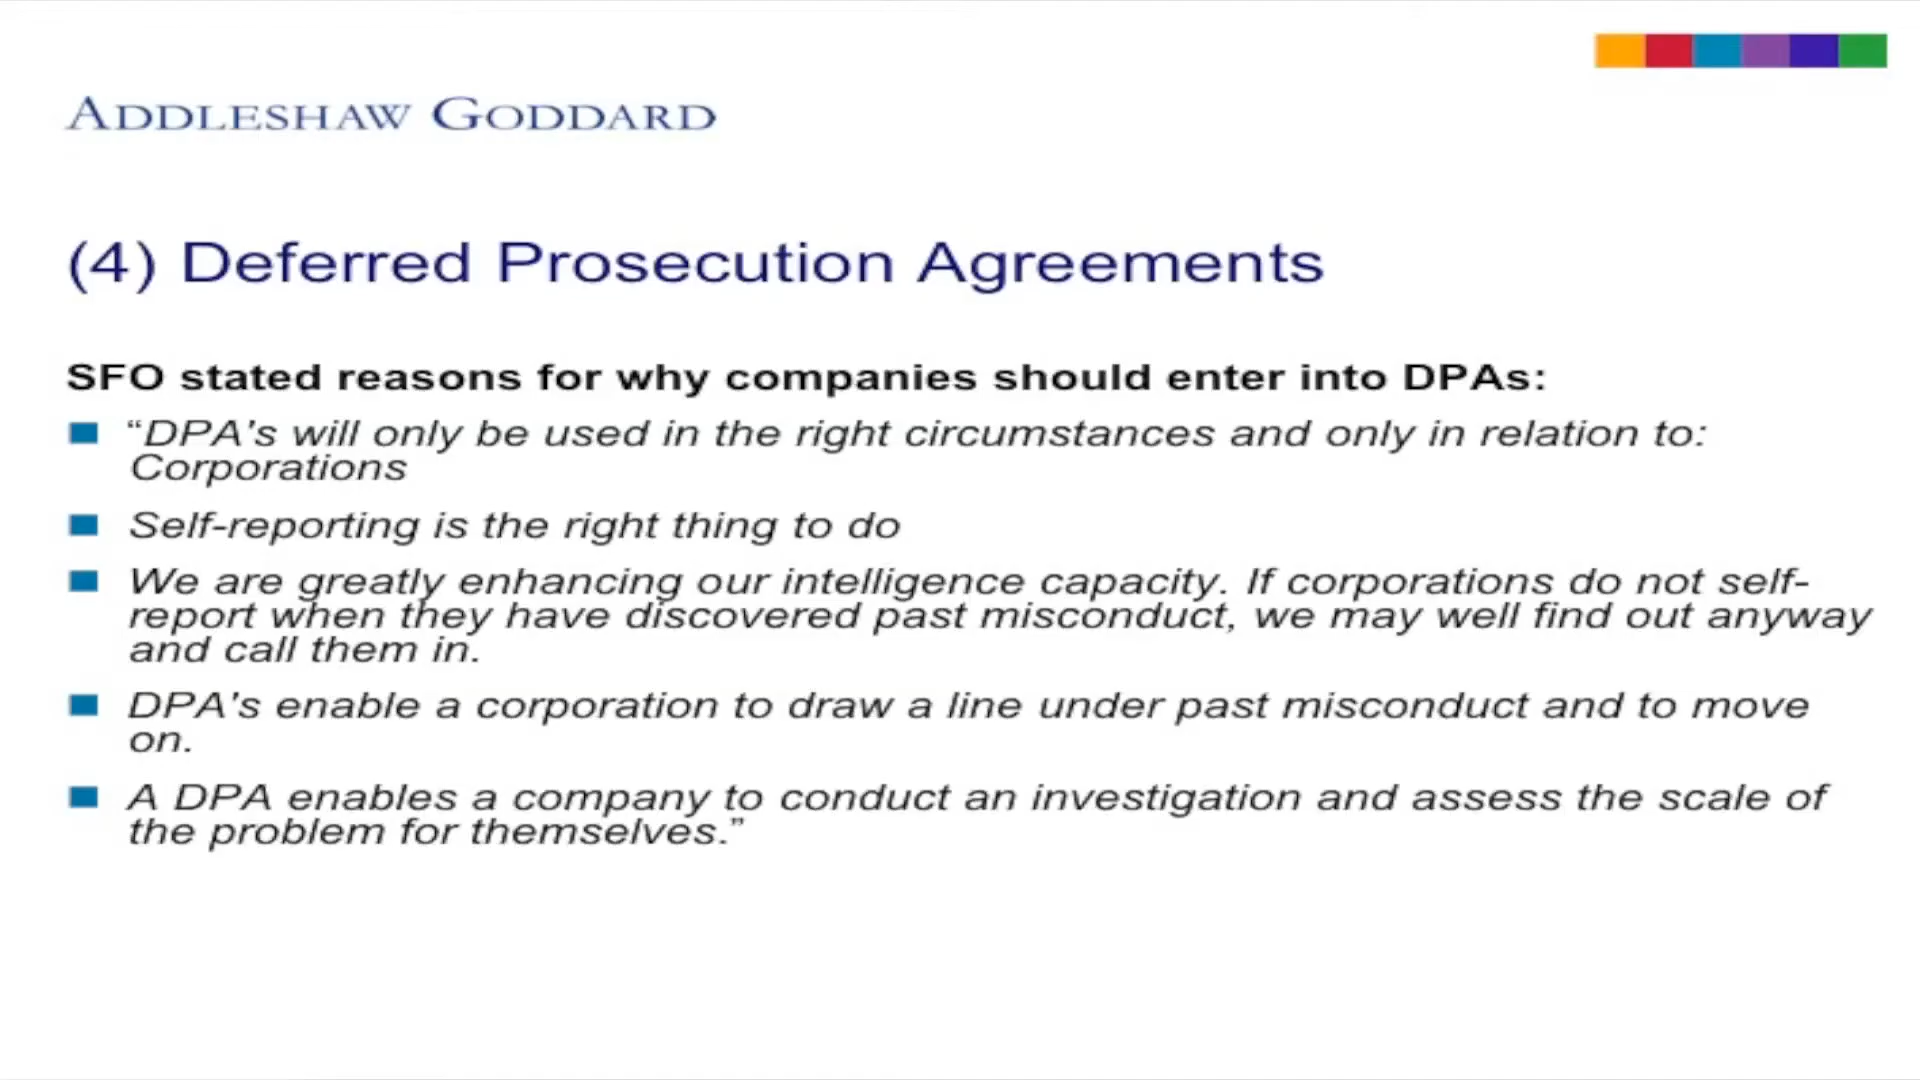 ADDLESHAW GODDARD
(4) Deferred Prosecution Agreements
SFO stated reasons for why companies should enter into DPAs:
“DPA's will only be used in the right circumstances and only in relation to:
Corporations
Self-reporting is the right thing to do
We are greatly enhancing our intelligence capacity. If corporations do not self-
report when they have discovered past misconduct, we may well find out anyway
and call them in.
DPA's enable a corporation to draw a line under past misconduct and to move
on.
A DPA enables a company to conduct an investigation and assess the scale of
the problem for themselves.”